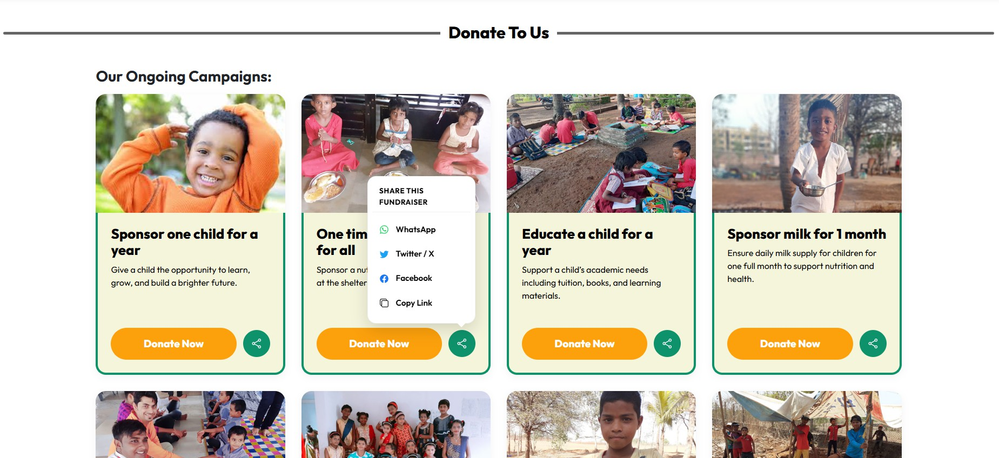 Donate To Us
Our Ongoing Campaigns:
Sponsor one child for a
year
Give a child the opportunity to learn,
grow, and build a brighter future.
Donate Now
One tim
for all
Sponsor a nut
at the shelter
SHARE THIS
FUNDRAISER
WhatsApp
Twitter / X
Facebook
Copy Link
Donate Now
Educate a child for a
year
Support a child’s academic needs
including tuition, books, and learning
materials.
Donate Now
Sponsor milk for 1 month
Ensure daily milk supply for children for
one full month to support nutrition and
health.
Donate Now